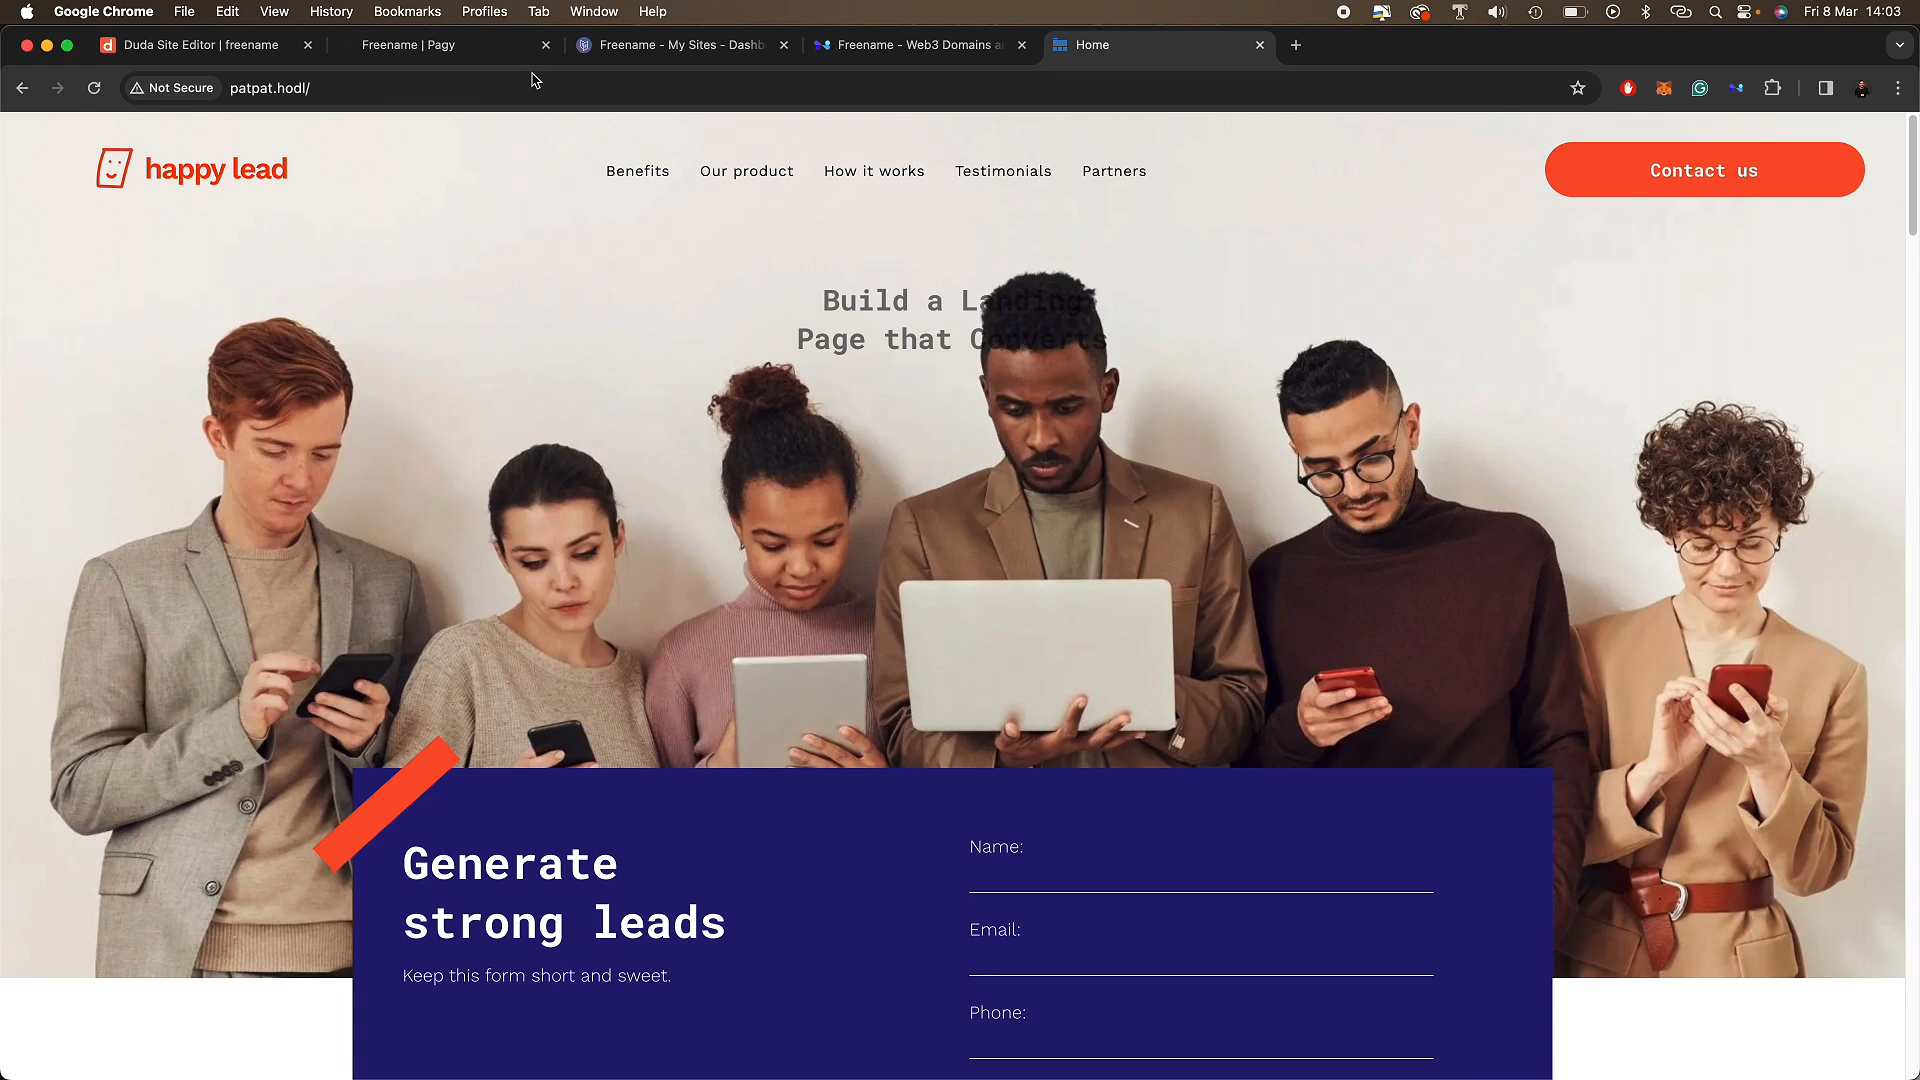 Google Chrome File Edit View History Bookmarks Profiles Tab Window Help Fri 8 Mar 14:03
Duda Site Editor | freename Freename | Pagy Freename - My Sites - Dashb Freename - Web3 Domains a Home
Not Secure patpat.hodl/
happy lead
Benefits Our product How it works Testimonials Partners
Contact us
Build a Landing
Page that Converts
Generate
strong leads
Keep this form short and sweet.
Name:
Email:
Phone: